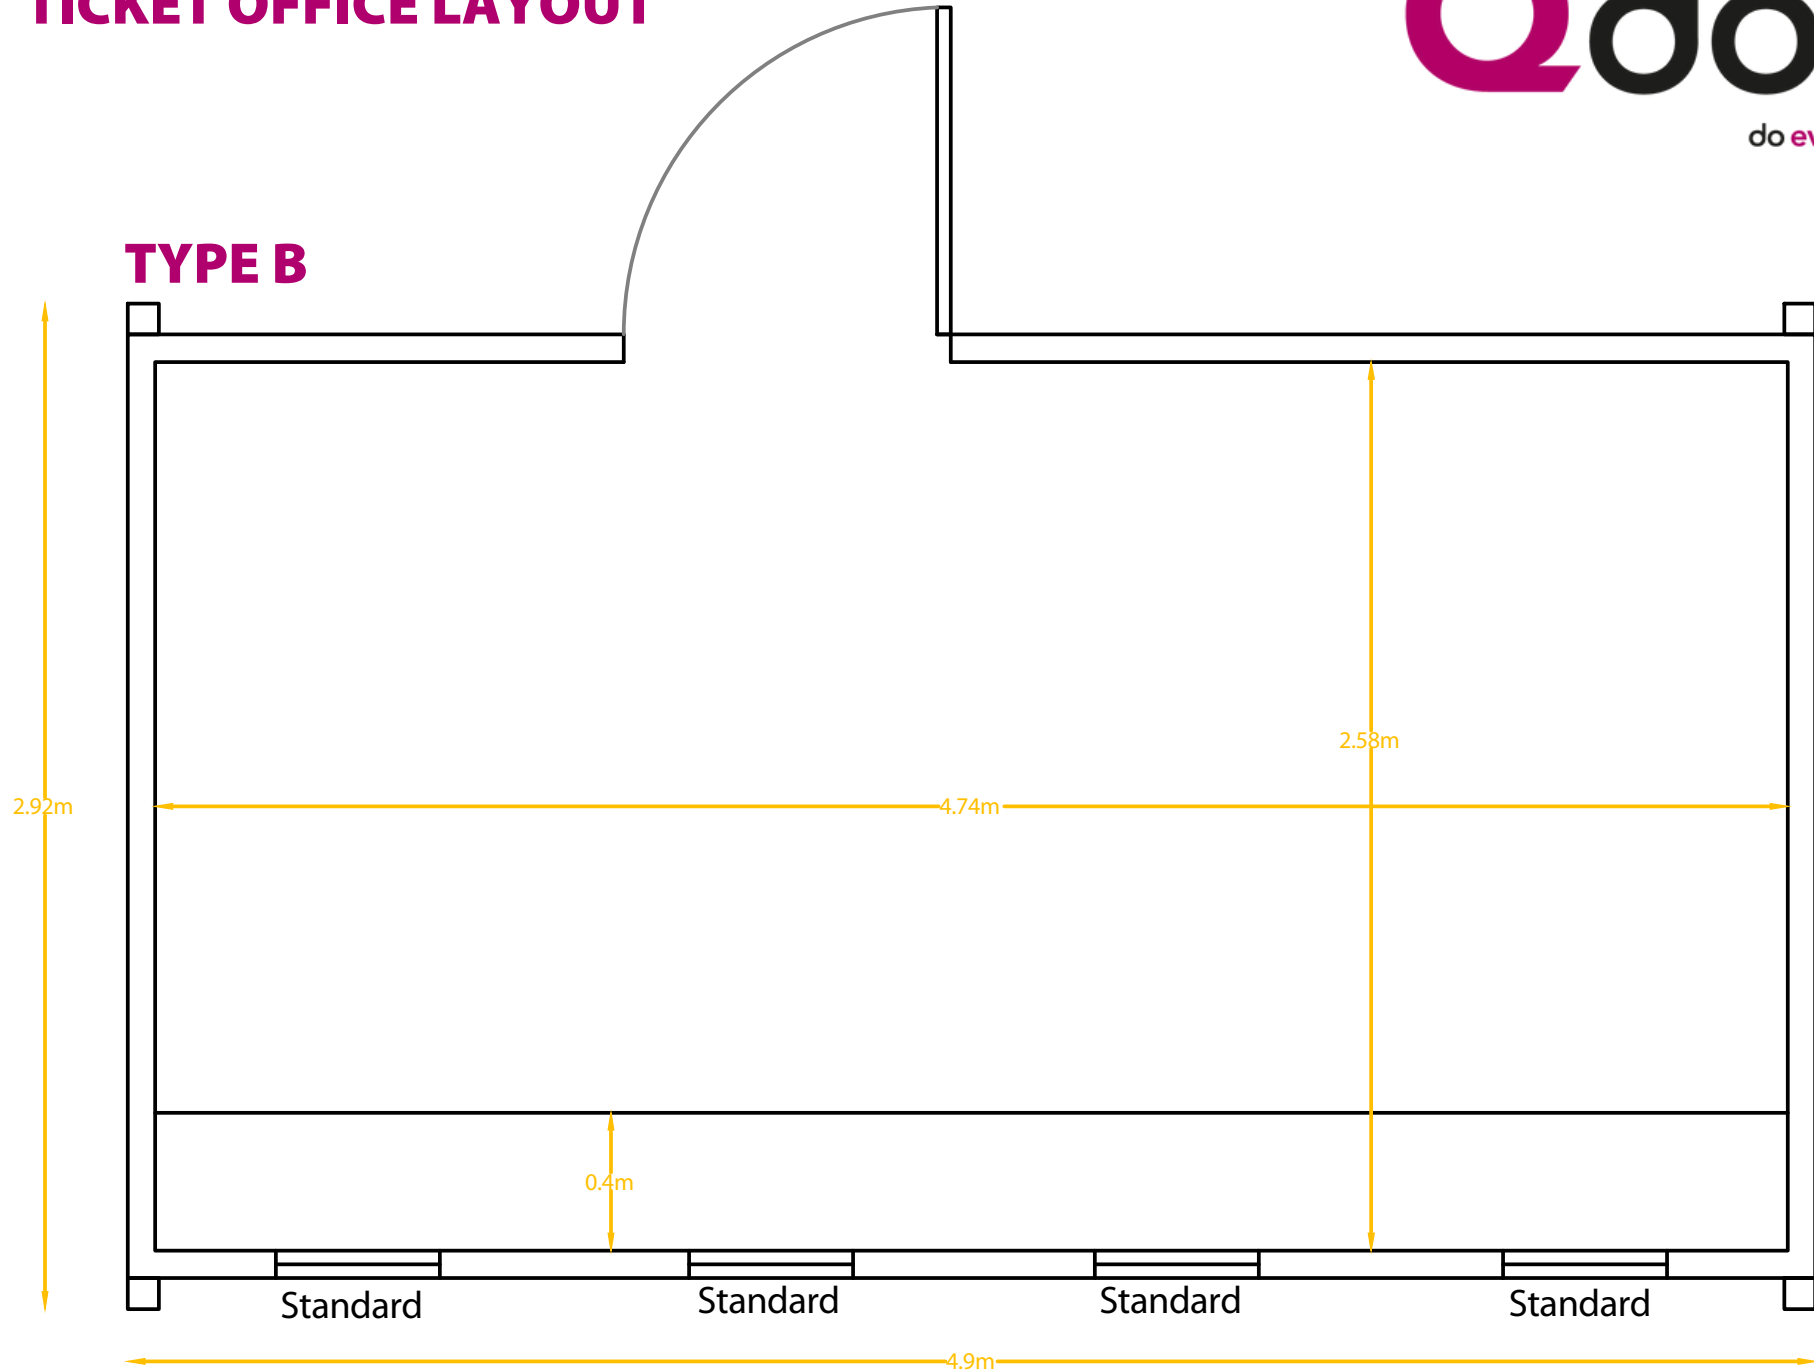 TICKET OFFICE LAYOUT
Qdo
do ev
TYPE B
2.58m
2.92m
4.74m
0.4m
Standard
Standard
Standard
Standard
4.9m